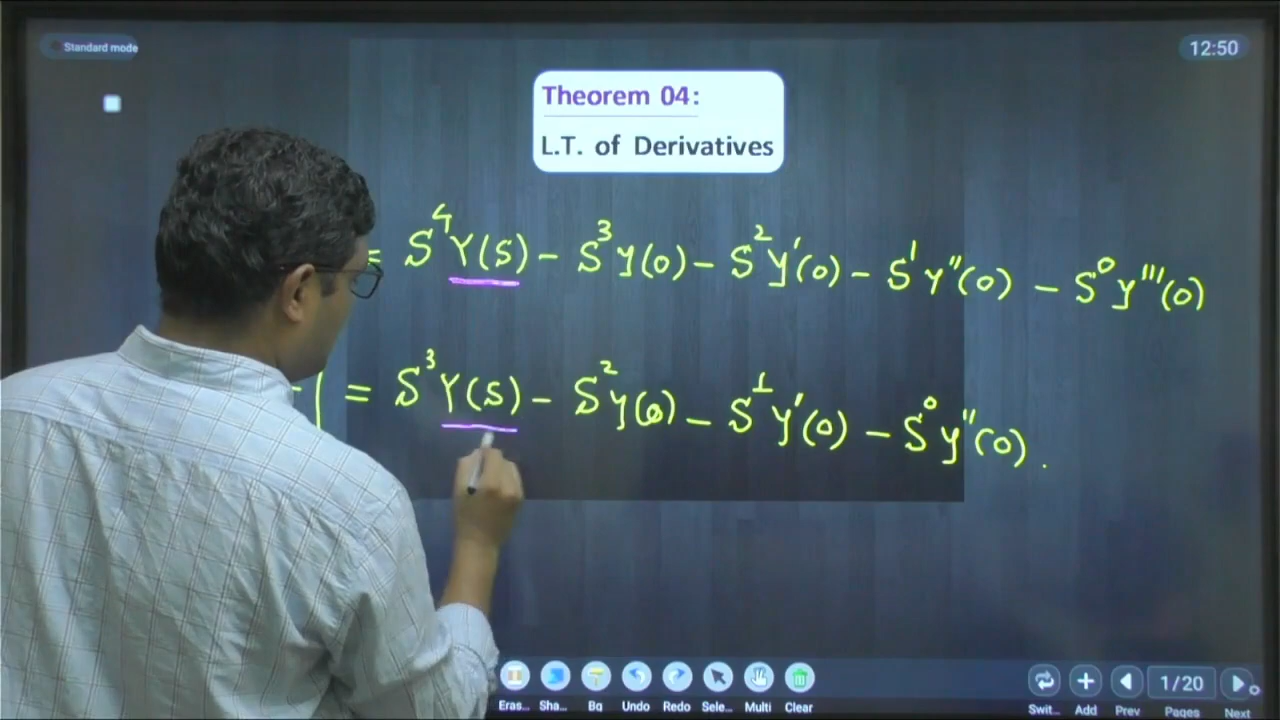 Standard mode
12:50
Theorem 04:
L.T. of Derivatives
= S⁴Y(S) - S³y(0) - S²y'(0) - S¹y''(0) - S⁰y'''(0)
= S³Y(S) - S²y(0) - S¹y'(0) - S⁰y''(0).
Eras... Sha... Bg Undo Redo Sele... Multi Clear
1/20
Swit... Add Prev Pages Next